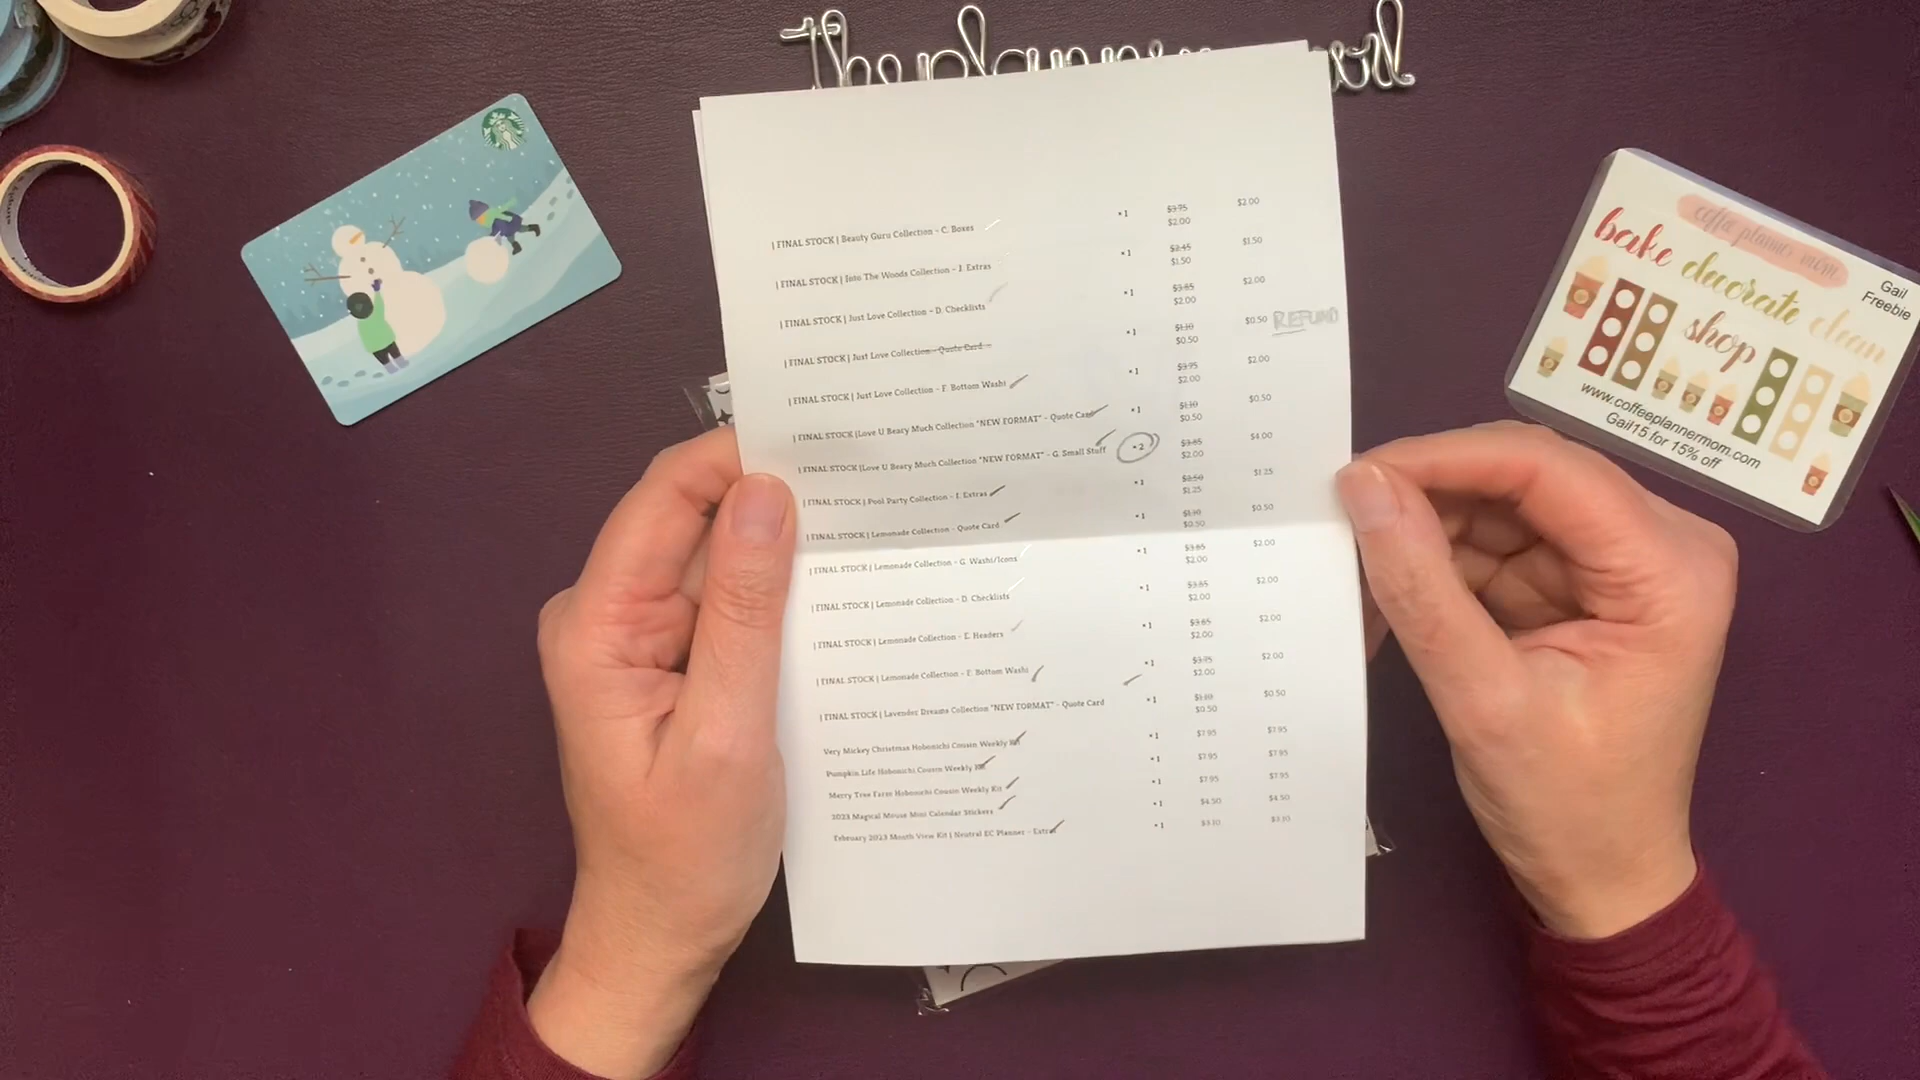 The planne
| FINAL STOCK | Beauty Guru Collection - C. Boxes ×1 $3.75 $2.00
$2.00
| FINAL STOCK | Into The Woods Collection - J. Extras ×1 $2.45 $1.50
$1.50
| FINAL STOCK | Just Love Collection - D. Checklists ×1 $3.85 $2.00
$2.00
| FINAL STOCK | Just Love Collection - Quote Card ×1 $1.10 $0.50 REFUND
$0.50
| FINAL STOCK | Just Love Collection - F. Bottom Washi ×1 $3.75 $2.00
$2.00
| FINAL STOCK |Love U Beary Much Collection "NEW FORMAT" - Quote Card ×1 $1.10 $0.50
$0.50
| FINAL STOCK |Love U Beary Much Collection "NEW FORMAT" - G. Small Stuff ×2 $3.85 $4.00
$2.00
| FINAL STOCK | Pool Party Collection - I. Extras ×1 $2.50 $1.25
$1.25
| FINAL STOCK | Lemonade Collection - Quote Card ×1 $1.10 $0.50
$0.50
| FINAL STOCK | Lemonade Collection - G. Washi/Icons ×1 $3.85 $2.00
$2.00
| FINAL STOCK | Lemonade Collection - D. Checklists ×1 $3.85 $2.00
$2.00
| FINAL STOCK | Lemonade Collection - E. Headers ×1 $3.85 $2.00
$2.00
| FINAL STOCK | Lemonade Collection - F. Bottom Washi ×1 $3.75 $2.00
$2.00
| FINAL STOCK | Lavender Dreams Collection "NEW FORMAT" - Quote Card ×1 $1.10 $0.50
$0.50
Very Mickey Christmas Hobonichi Cousin Weekly Kit ×1 $7.95 $7.95
Pumpkin Life Hobonichi Cousin Weekly Kit ×1 $7.95 $7.95
Merry Tree Farm Hobonichi Cousin Weekly Kit ×1 $7.95 $7.95
2023 Magical Mouse Mini Calendar Stickers ×1 $4.50 $4.50
February 2023 Month View Kit | Neutral EC Planner - Extras ×1 $3.10 $3.10
coffee planner mom
Gail
Freebie
bake decorate clean
shop
www.coffeeplannermom.com
Gail15 for 15% off
simply